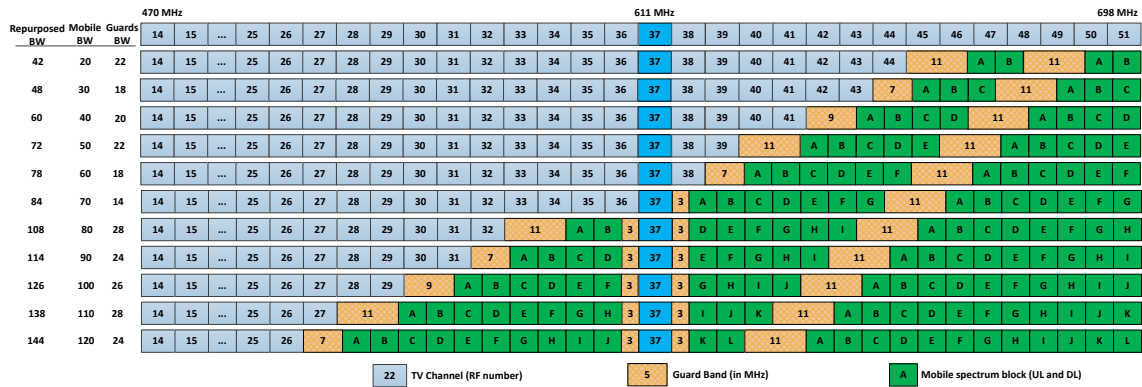 470 MHz 611 MHz 698 MHz
Repurposed BW Mobile BW Guards BW 14 15 ... 25 26 27 28 29 30 31 32 33 34 35 36 37 38 39 40 41 42 43 44 45 46 47 48 49 50 51
42 20 22 14 15 ... 25 26 27 28 29 30 31 32 33 34 35 36 37 38 39 40 41 42 43 44 11 A B 11 A B
48 30 18 14 15 ... 25 26 27 28 29 30 31 32 33 34 35 36 37 38 39 40 41 42 43 7 A B C 11 A B C
60 40 20 14 15 ... 25 26 27 28 29 30 31 32 33 34 35 36 37 38 39 40 41 9 A B C D 11 A B C D
72 50 22 14 15 ... 25 26 27 28 29 30 31 32 33 34 35 36 37 38 39 11 A B C D E 11 A B C D E
78 60 18 14 15 ... 25 26 27 28 29 30 31 32 33 34 35 36 37 38 7 A B C D E F 11 A B C D E F
84 70 14 14 15 ... 25 26 27 28 29 30 31 32 33 34 35 36 37 3 A B C D E F G 11 A B C D E F G
108 80 28 14 15 ... 25 26 27 28 29 30 31 32 11 A B 3 37 3 D E F G H I 11 A B C D E F G H
114 90 24 14 15 ... 25 26 27 28 29 30 31 7 A B C D 3 37 3 E F G H I 11 A B C D E F G H I
126 100 26 14 15 ... 25 26 27 28 29 9 A B C D E F 3 37 3 G H I J 11 A B C D E F G H I J
138 110 28 14 15 ... 25 26 27 11 A B C D E F G H 3 37 3 I J K 11 A B C D E F G H I J K
144 120 24 14 15 ... 25 26 7 A B C D E F G H I J 3 37 3 K L 11 A B C D E F G H I J K L
22 TV Channel (RF number) 5 Guard Band (in MHz) A Mobile spectrum block (UL and DL)